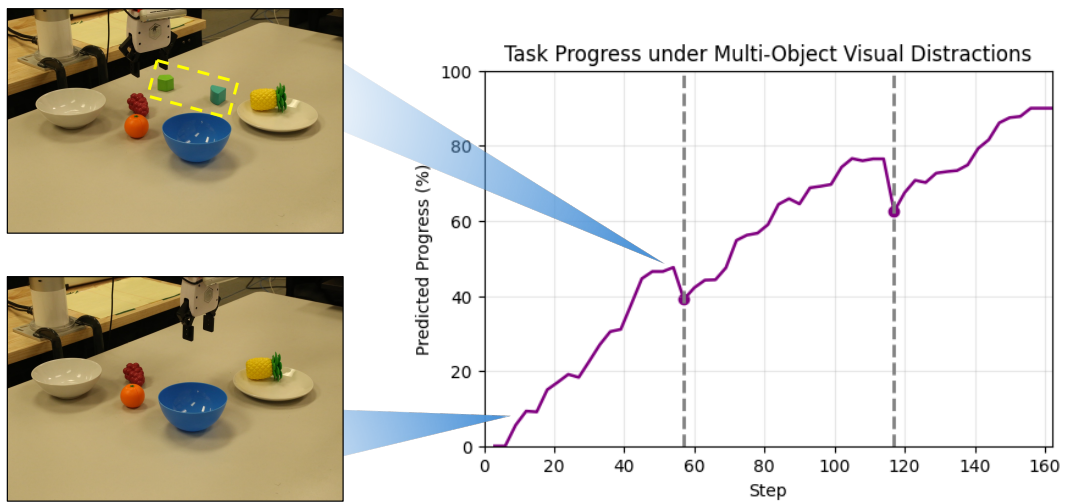 Task Progress under Multi-Object Visual Distractions
Predicted Progress (%)
100
80
60
40
20
0
0 20 40 60 80 100 120 140 160
Step